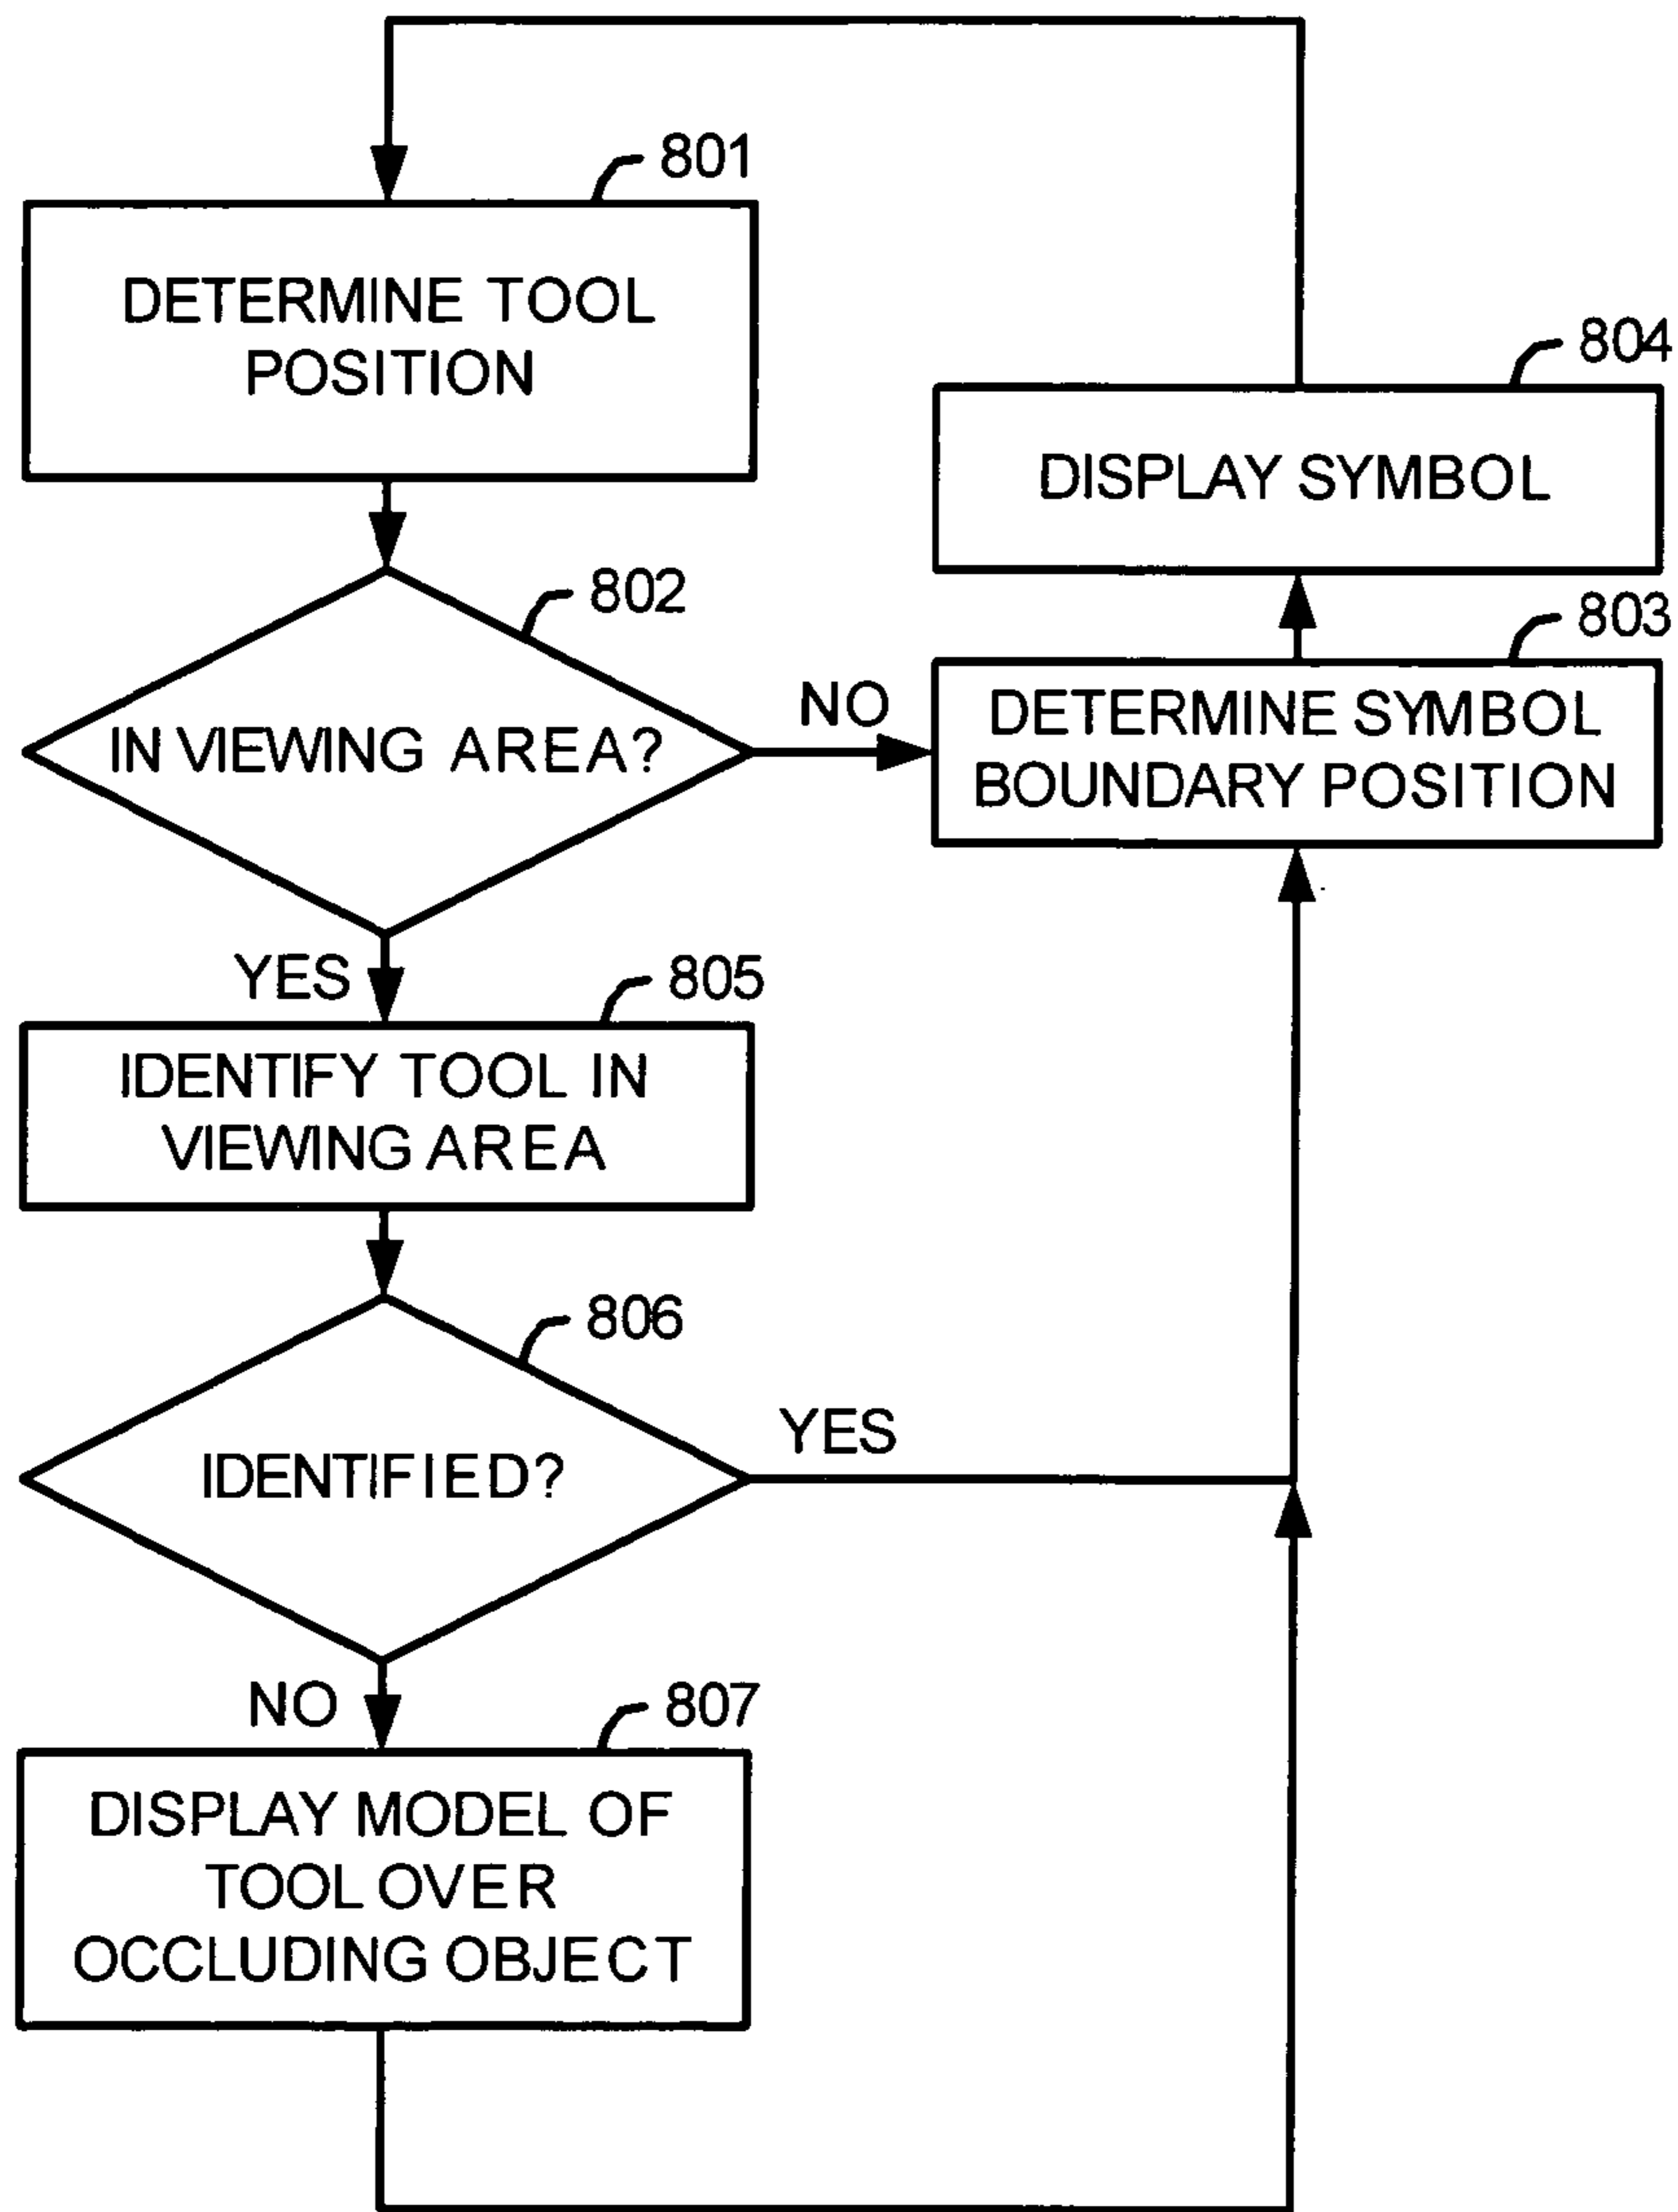 801
DETERMINE TOOL
POSITION
804
DISPLAY SYMBOL
802
803
IN VIEWING AREA?
NO
DETERMINE SYMBOL
BOUNDARY POSITION
YES
805
IDENTIFY TOOL IN
VIEWING AREA
806
IDENTIFIED?
YES
NO
807
DISPLAY MODEL OF
TOOL OVER
OCCLUDING OBJECT